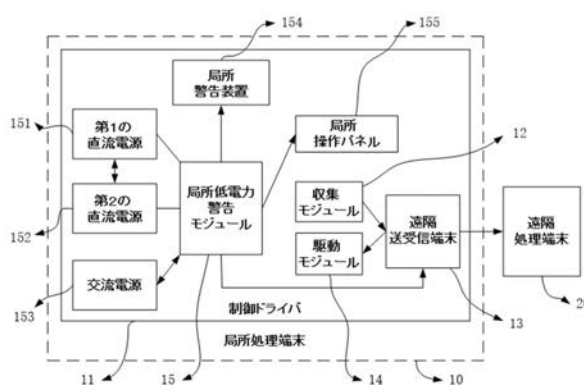 154
155
局所
警告装置
151
第1の
直流電源
局所
操作パネル
12
第2の
直流電源
局所低電力
警告
モジュール
収集
モジュール
遠隔
送受信端末
遠隔
処理端末
152
駆動
モジュール
交流電源
153
制御ドライバ
局所処理端末
11
15
14
10
13
20